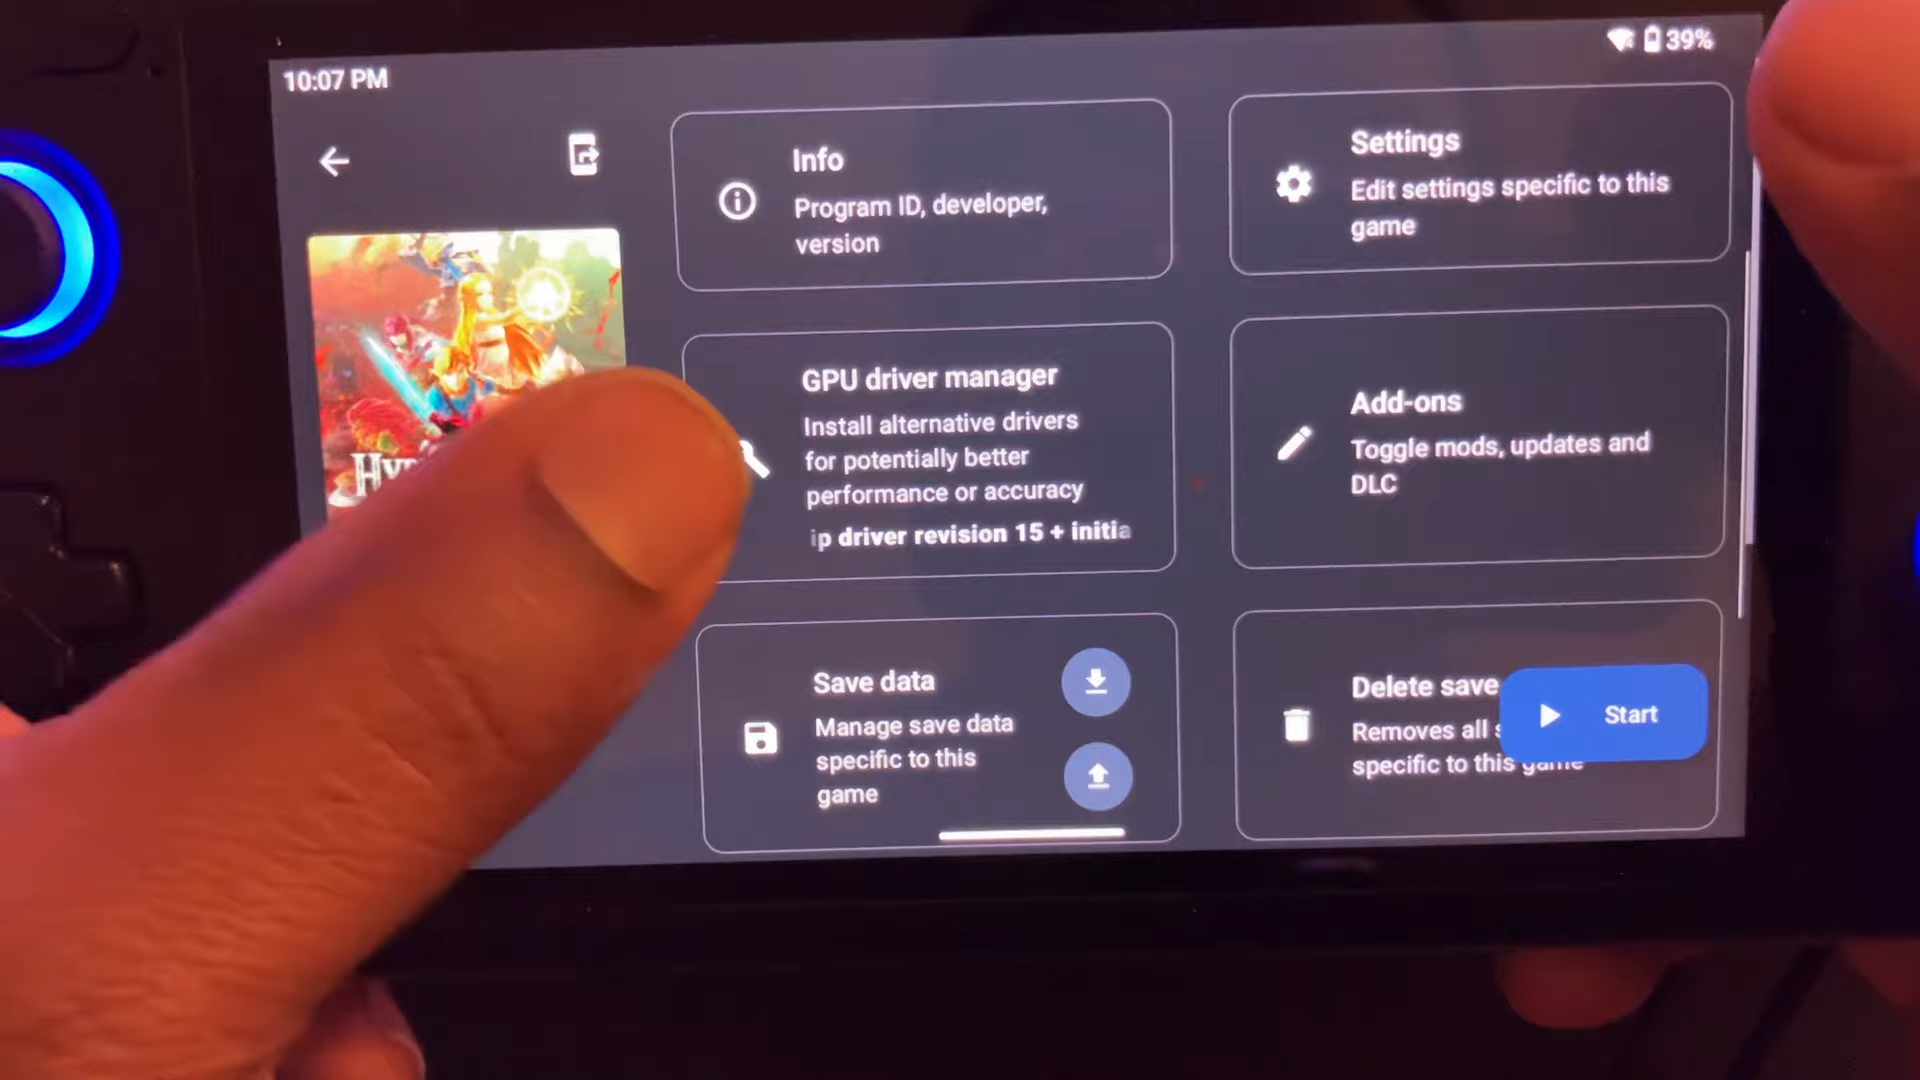 10:07 PM
39%
Info
Program ID, developer,
version
Settings
Edit settings specific to this
game
GPU driver manager
Install alternative drivers
for potentially better
performance or accuracy
driver revision 15 +
Add-ons
Toggle mods, updates and
DLC
Save data
Manage save data
specific to this
game
Delete save
Removes all
specific to this game
Start